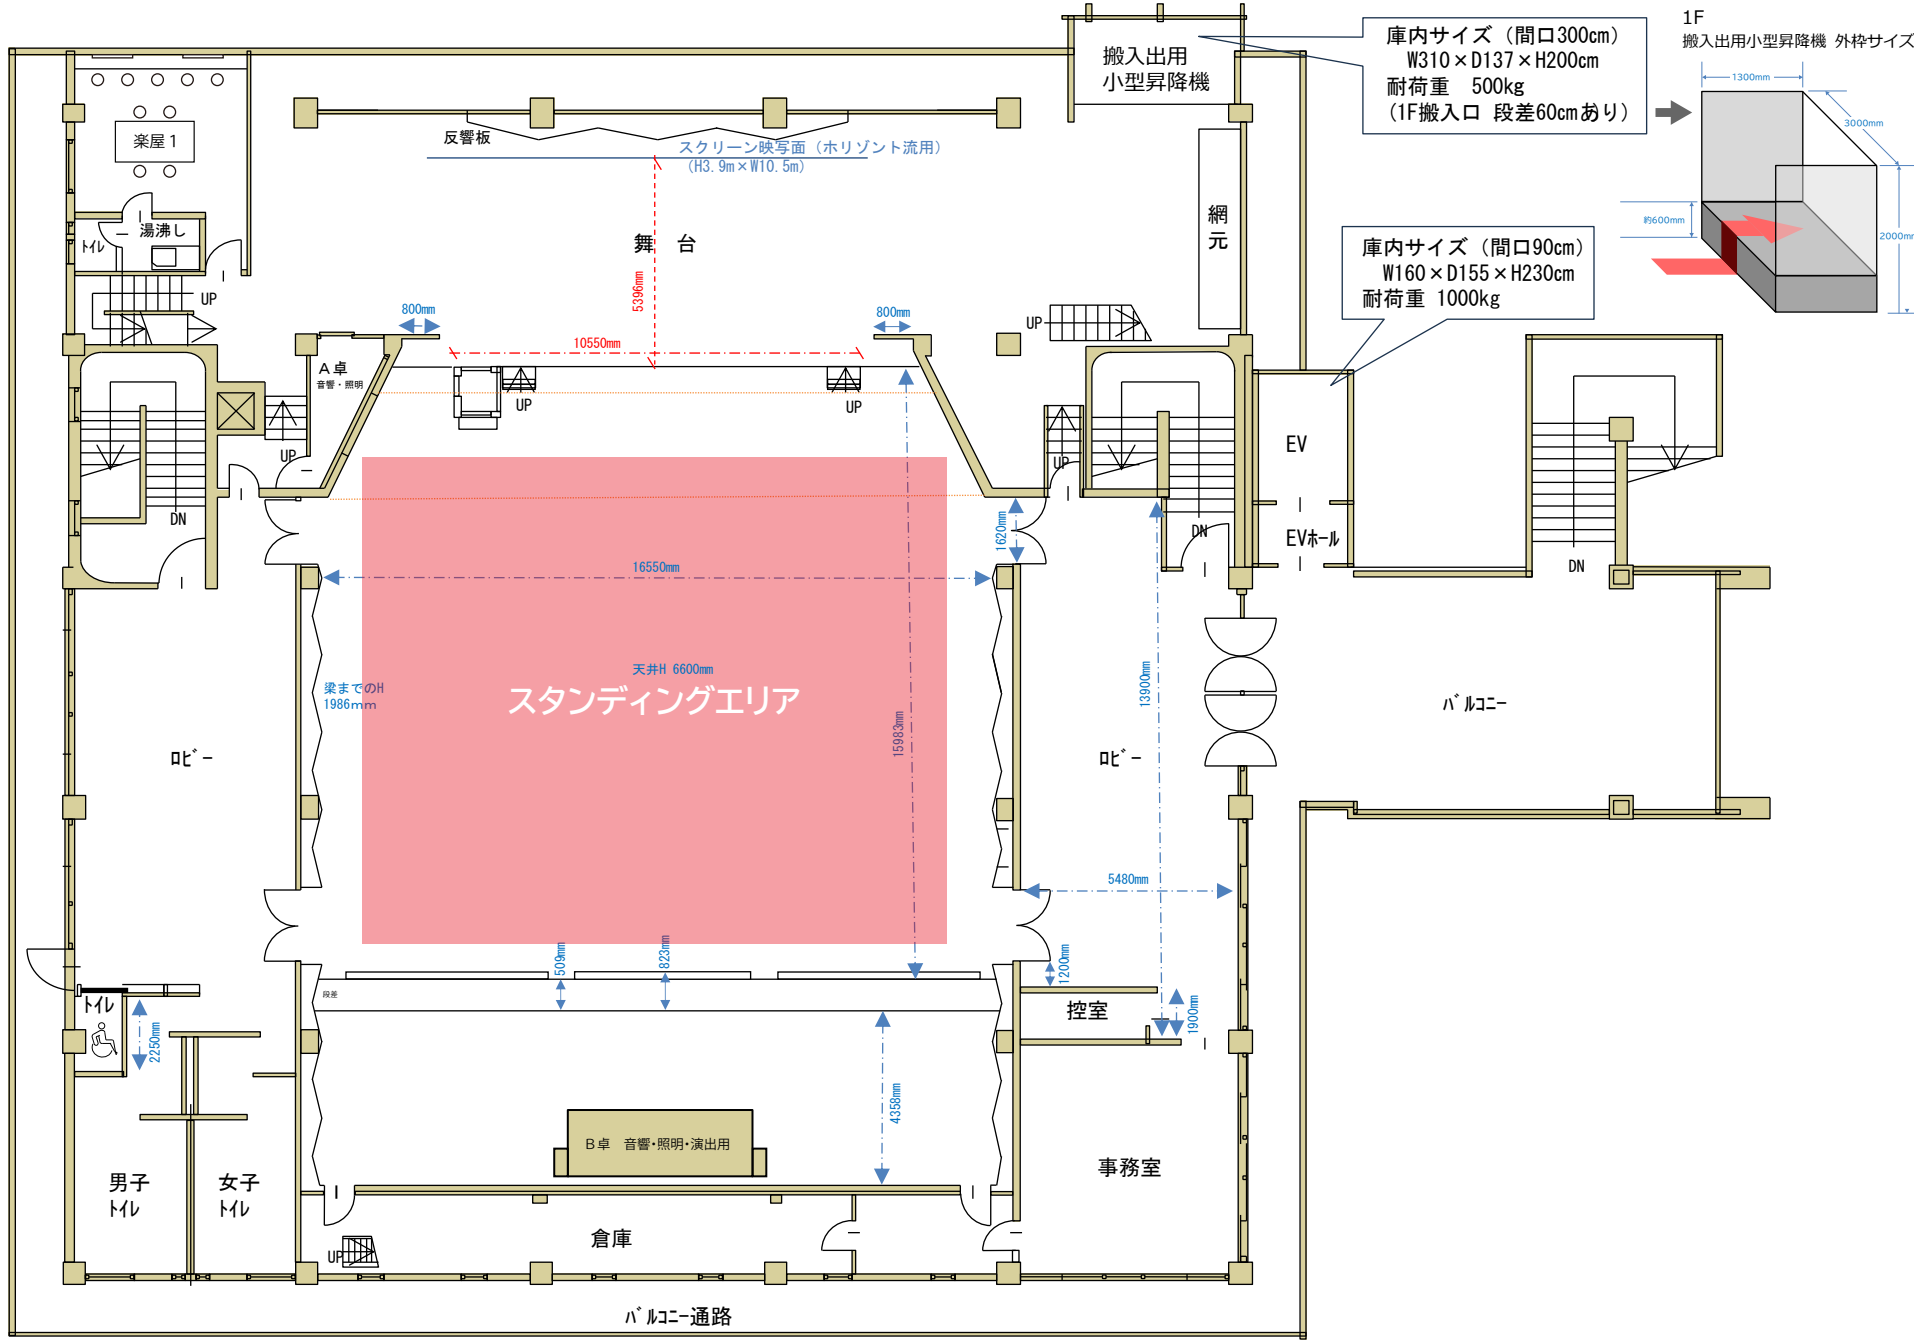 1F
搬入出用小型昇降機 外枠サイズ
庫内サイズ（間口300cm）
W310×D137×H200cm
耐荷重 500kg
(1F搬入口 段差60cmあり)
搬入出用
小型昇降機
1300mm
3000mm
約600mm
2000mm
楽屋1
反響板
スクリーン映写面（ホリゾント流用）
(H3.9m×W10.5m)
網
元
湯沸し
トイレ
舞 台
5396mm
庫内サイズ（間口90cm）
W160×D155×H230cm
耐荷重 1000kg
UP
800mm
800mm
UP
10550mm
A卓
音響・照明
UP
UP
EV
UP
UP
DN
1620mm
DN
EVホール
DN
16550mm
天井H 6600mm
スタンディングエリア
梁までのH
1986mm
15983mm
13900mm
バルコニー
ロビー
ロビー
5480mm
509mm
823mm
1200mm
段差
トイレ
控室
1900mm
2250mm
4358mm
B卓 音響・照明・演出用
男子
トイレ
女子
トイレ
事務室
倉庫
UP
バルコニー通路